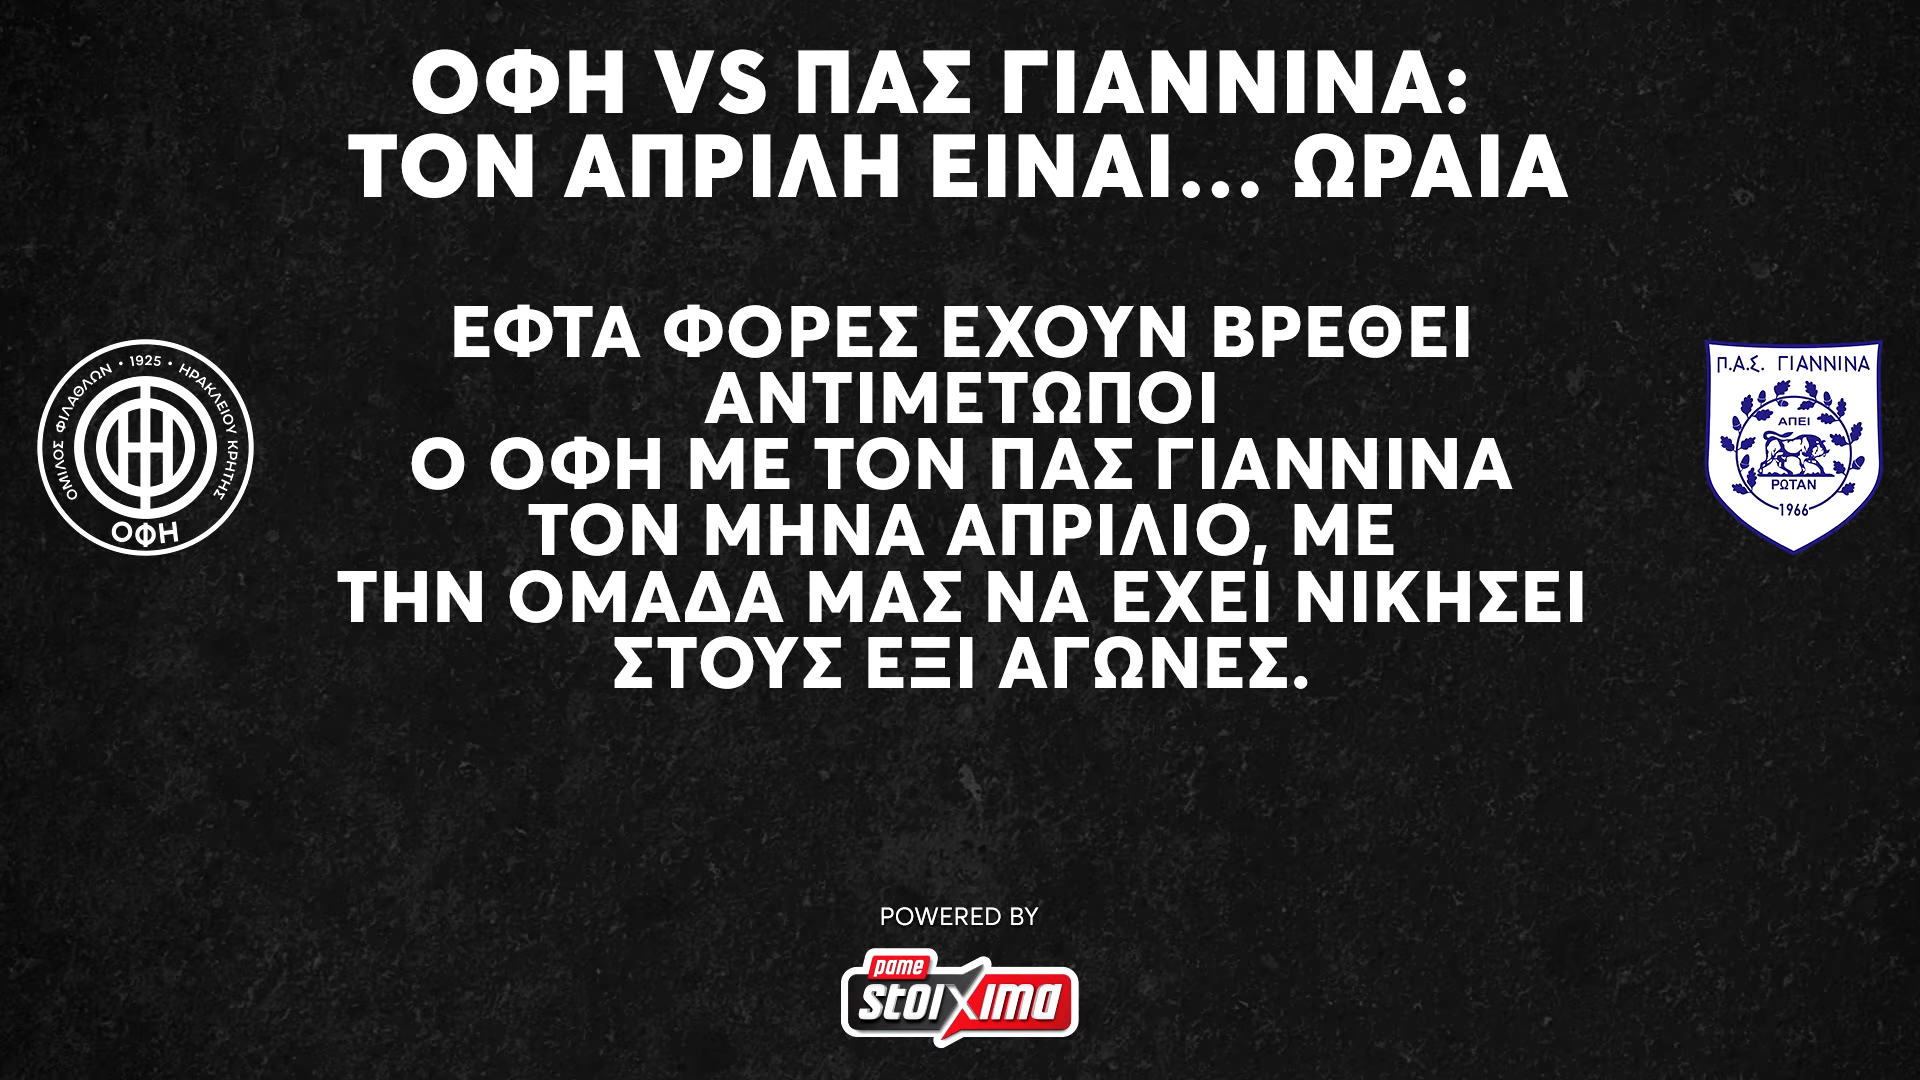 ΟΦΗ VS ΠΑΣ ΓΙΑΝΝΙΝΑ:
ΤΟΝ ΑΠΡΙΛΗ ΕΙΝΑΙ... ΩΡΑΙΑ
ΕΦΤΑ ΦΟΡΕΣ ΕΧΟΥΝ ΒΡΕΘΕΙ
ΑΝΤΙΜΕΤΩΠΟΙ
Ο ΟΦΗ ΜΕ ΤΟΝ ΠΑΣ ΓΙΑΝΝΙΝΑ
ΤΟΝ ΜΗΝΑ ΑΠΡΙΛΙΟ, ΜΕ
ΤΗΝ ΟΜΑΔΑ ΜΑΣ ΝΑ ΕΧΕΙ ΝΙΚΗΣΕΙ
ΣΤΟΥΣ ΕΞΙ ΑΓΩΝΕΣ.
ΟΜΙΛΟΣ ΦΙΛΑΘΛΩΝ • 1925 • ΗΡΑΚΛΕΙΟΥ ΚΡΗΤΗΣ
ΟΦΗ
Π.Α.Σ. ΓΙΑΝΝΙΝΑ
ΑΠΕΙ
ΡΩΤΑΝ
1966
POWERED BY
pame
stoixima